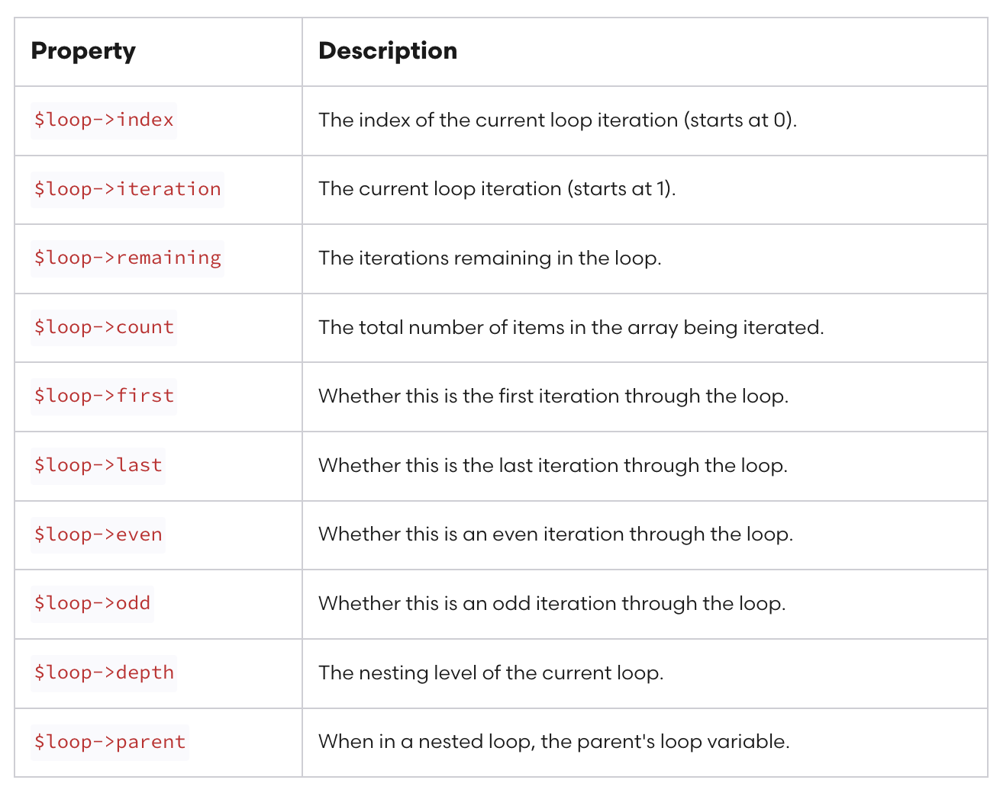 Property Description
$loop->index The index of the current loop iteration (starts at 0).
$loop->iteration The current loop iteration (starts at 1).
$loop->remaining The iterations remaining in the loop.
$loop->count The total number of items in the array being iterated.
$loop->first Whether this is the first iteration through the loop.
$loop->last Whether this is the last iteration through the loop.
$loop->even Whether this is an even iteration through the loop.
$loop->odd Whether this is an odd iteration through the loop.
$loop->depth The nesting level of the current loop.
$loop->parent When in a nested loop, the parent's loop variable.